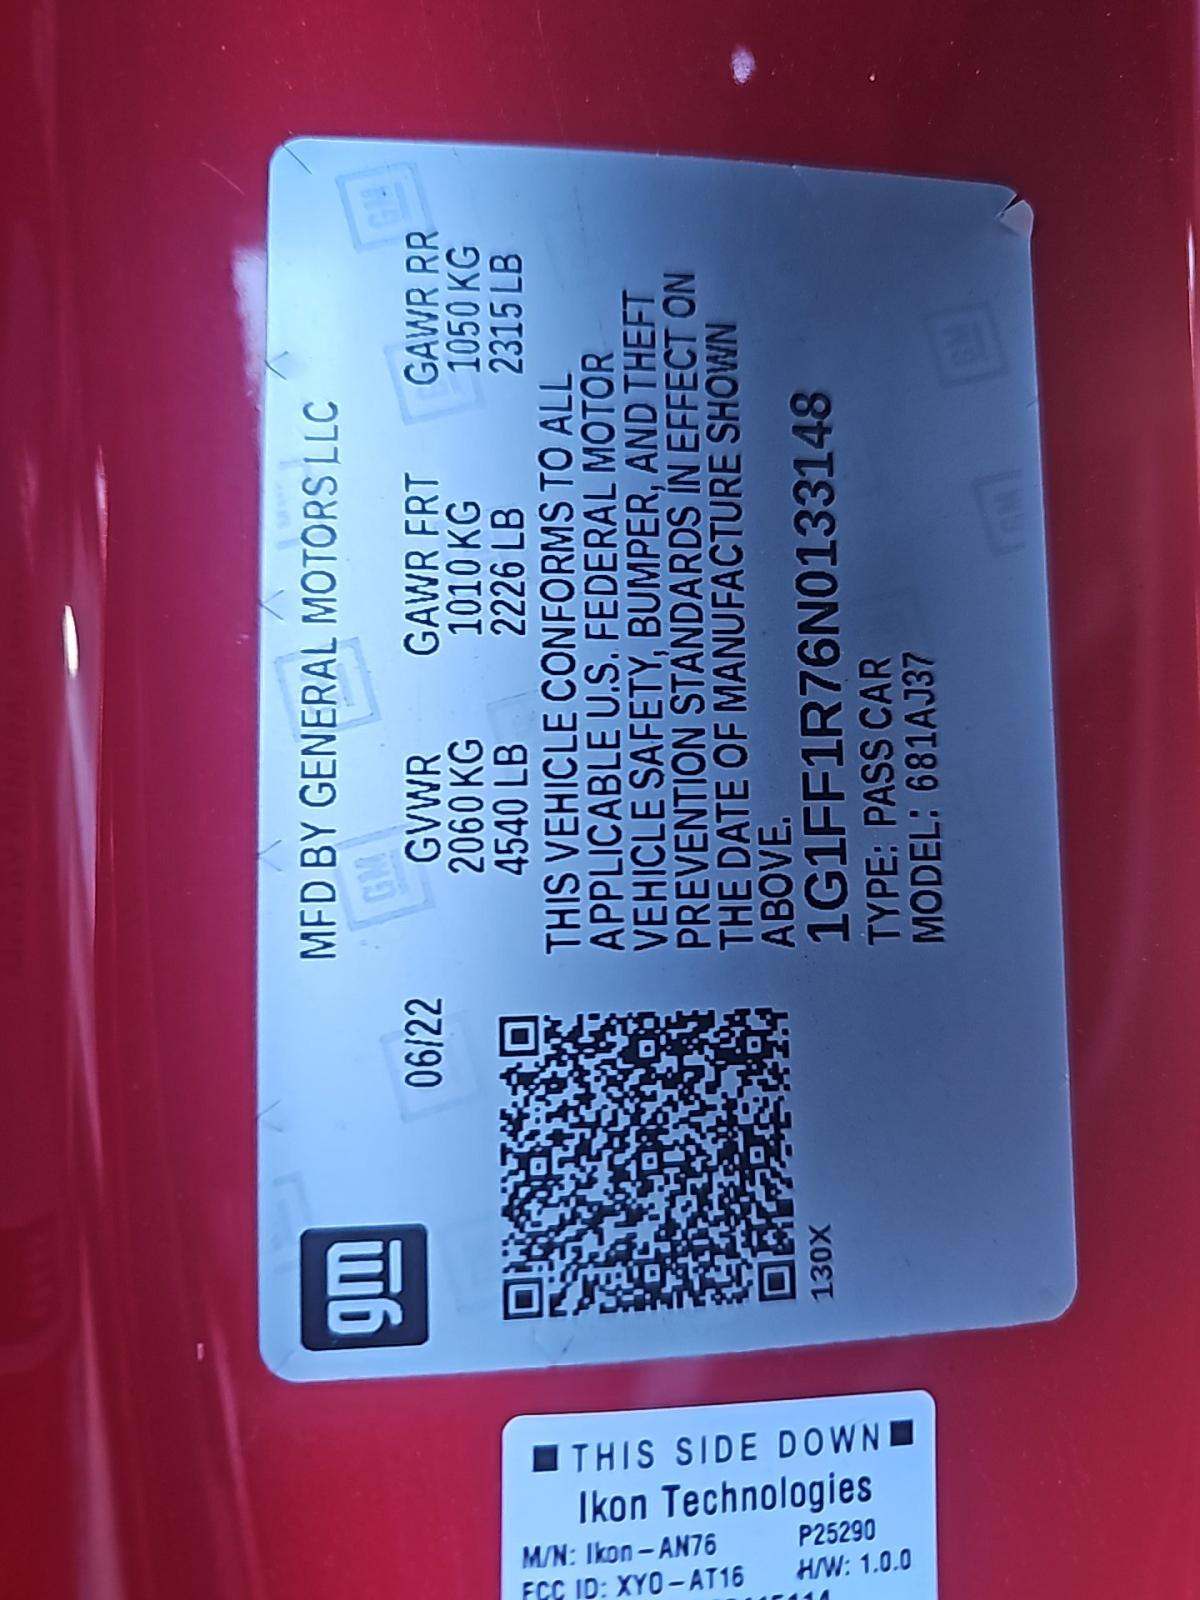 gm
MFD BY GENERAL MOTORS LLC
06/22 GVWR GAWR FRT GAWR RR
2060 KG 1010 KG 1050 KG
4540 LB 2226 LB 2315 LB
THIS VEHICLE CONFORMS TO ALL
APPLICABLE U.S. FEDERAL MOTOR
VEHICLE SAFETY, BUMPER, AND THEFT
PREVENTION STANDARDS IN EFFECT ON
THE DATE OF MANUFACTURE SHOWN
ABOVE.
1G1FF1R76N0133148
TYPE: PASS CAR
MODEL: 681AJ37
130X
THIS SIDE DOWN
Ikon Technologies
M/N: Ikon-AN76 P25290
FCC ID: XYO-AT16 H/W: 1.0.0